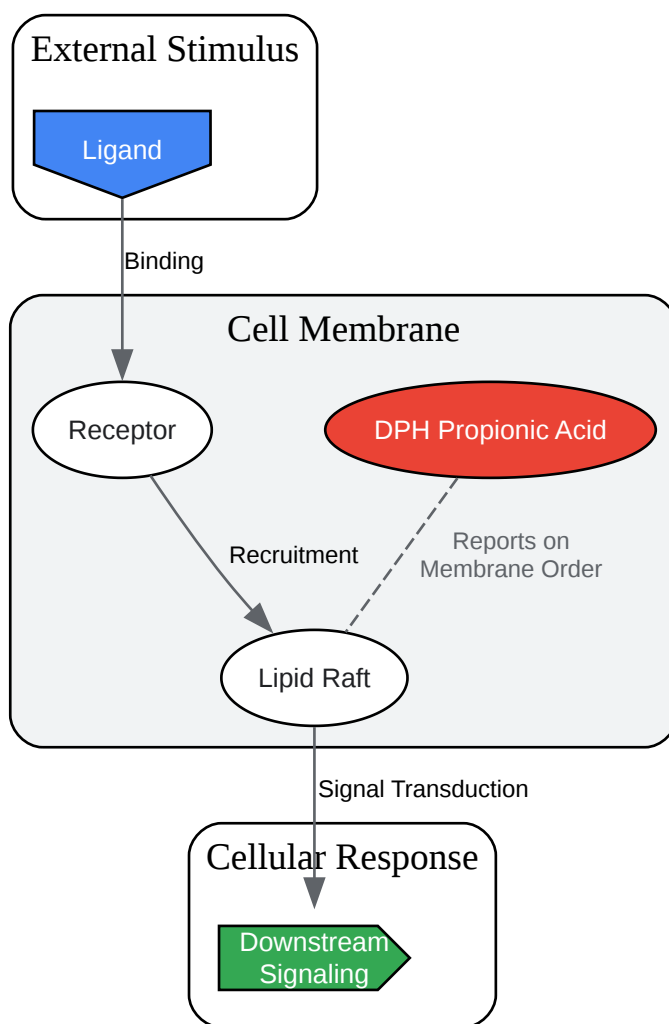 External Stimulus
Ligand
Binding
Cell Membrane
Receptor
DPH Propionic Acid
Recruitment
Reports on
Membrane Order
Lipid Raft
Signal Transduction
Cellular Response
Downstream
Signaling